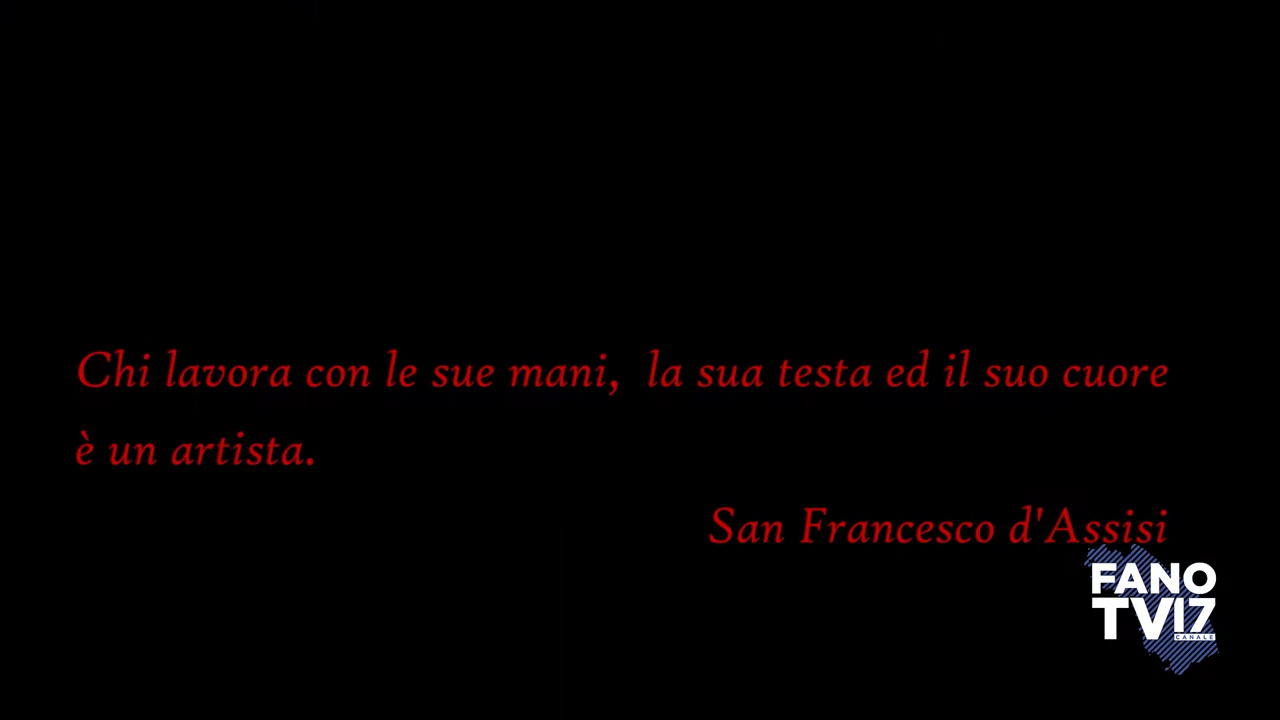 Chi lavora con le sue mani,  la sua testa ed il suo cuore
è un artista.
San Francesco d'Assisi
FANO
TV17
CANALE